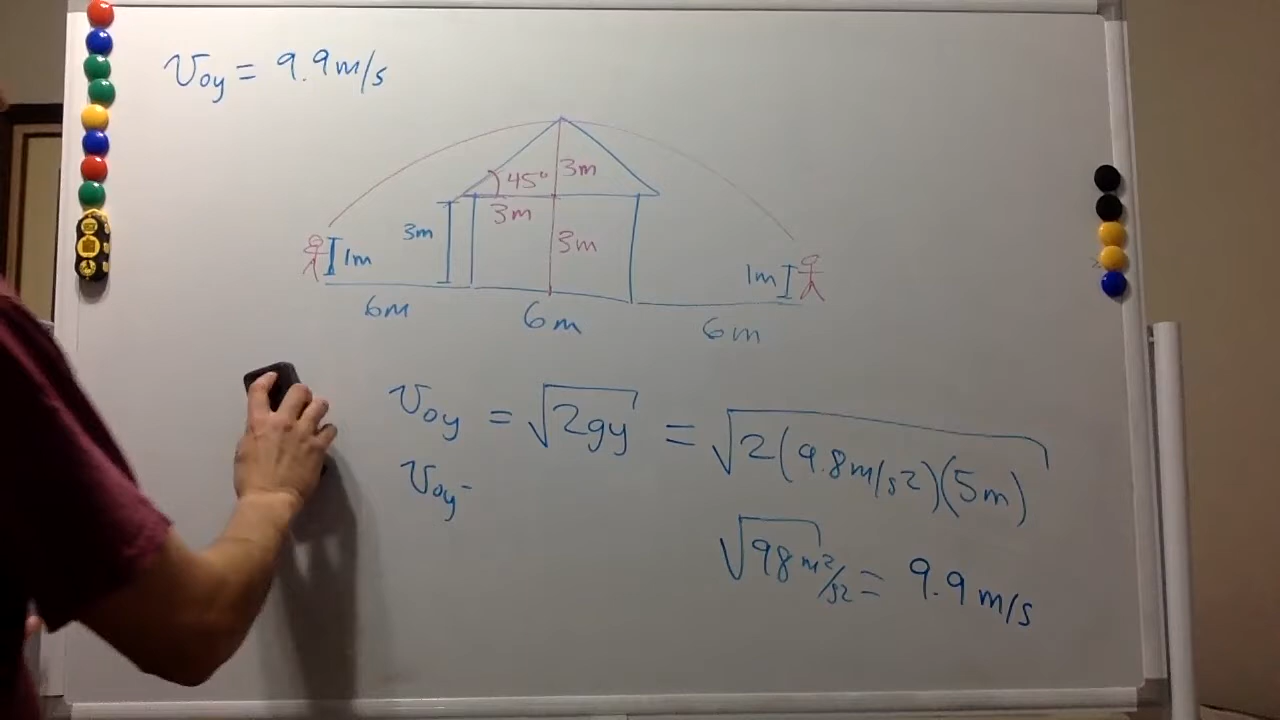 Voy = 9.9m/s
3m
45°
3m
3m
3m
1m
1m
6m
6m
6m
Voy = √2gy = √2(9.8m/s2)(5m)
Voy-
√98m²/s2 = 9.9m/s